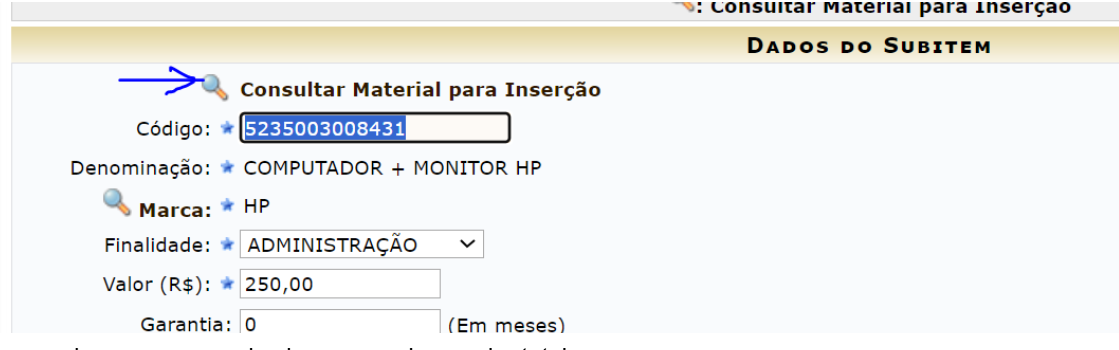 : Consultar Material para Inserção
Dados do Subitem
Consultar Material para Inserção
Código: 5235003008431
Denominação: COMPUTADOR + MONITOR HP
Marca: HP
Finalidade: ADMINISTRAÇÃO
Valor (R$): 250,00
Garantia: 0 (Em meses)